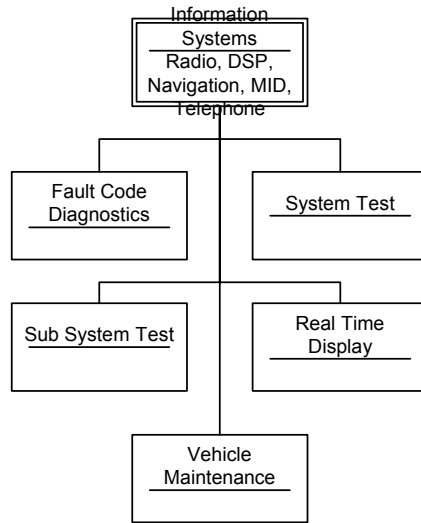 Information
Systems
Radio, DSP,
Navigation, MID,
Telephone
Fault Code
Diagnostics
System Test
Sub System Test
Real Time
Display
Vehicle
Maintenance